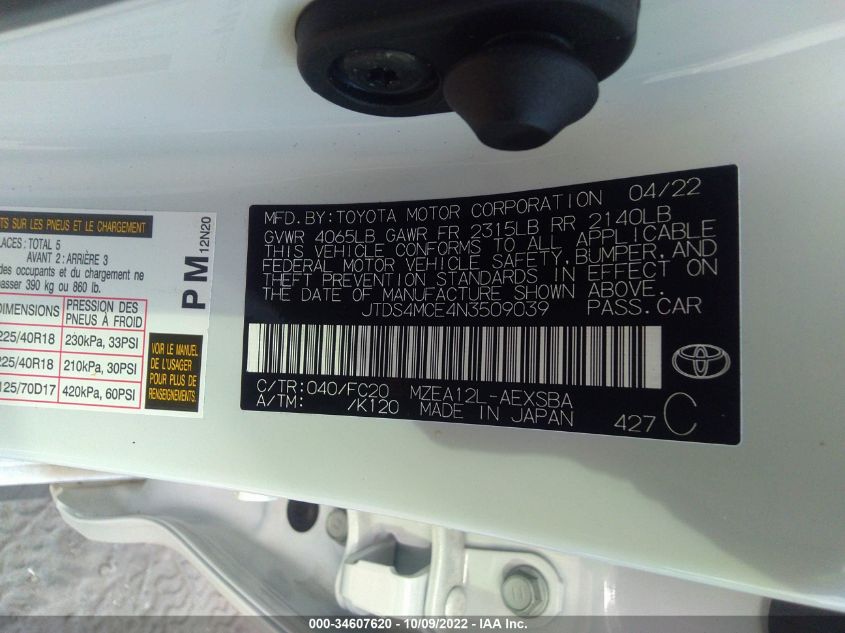 TS SUR LES PNEUS ET LE CHARGEMENT
LACES: TOTAL 5
AVANT 2: ARRIÈRE 3
des occupants et du chargement ne
passer 390 kg ou 860 lb.
DIMENSIONS PRESSION DES PNEUS À FROID
225/40R18 230kPa, 33PSI
225/40R18 210kPa, 30PSI
125/70D17 420kPa, 60PSI
VOIR LE MANUEL
DE L'USAGER
POUR PLUS DE
RENSEIGNEMENTS
PM 12N20
MFD. BY: TOYOTA MOTOR CORPORATION 04/22
GVWR 4065LB GAWR FR 2315LB RR 2140LB
THIS VEHICLE CONFORMS TO ALL APPLICABLE
FEDERAL MOTOR VEHICLE SAFETY, BUMPER, AND
THEFT PREVENTION STANDARDS IN EFFECT ON
THE DATE OF MANUFACTURE SHOWN ABOVE.
JTDS4MCE4N3509039 PASS.CAR
C/TR: 040/FC20 MZEA12L-AEXSBA
A/TM: /K120 MADE IN JAPAN 427 C
000-34607620 - 10/09/2022 - IAA Inc.